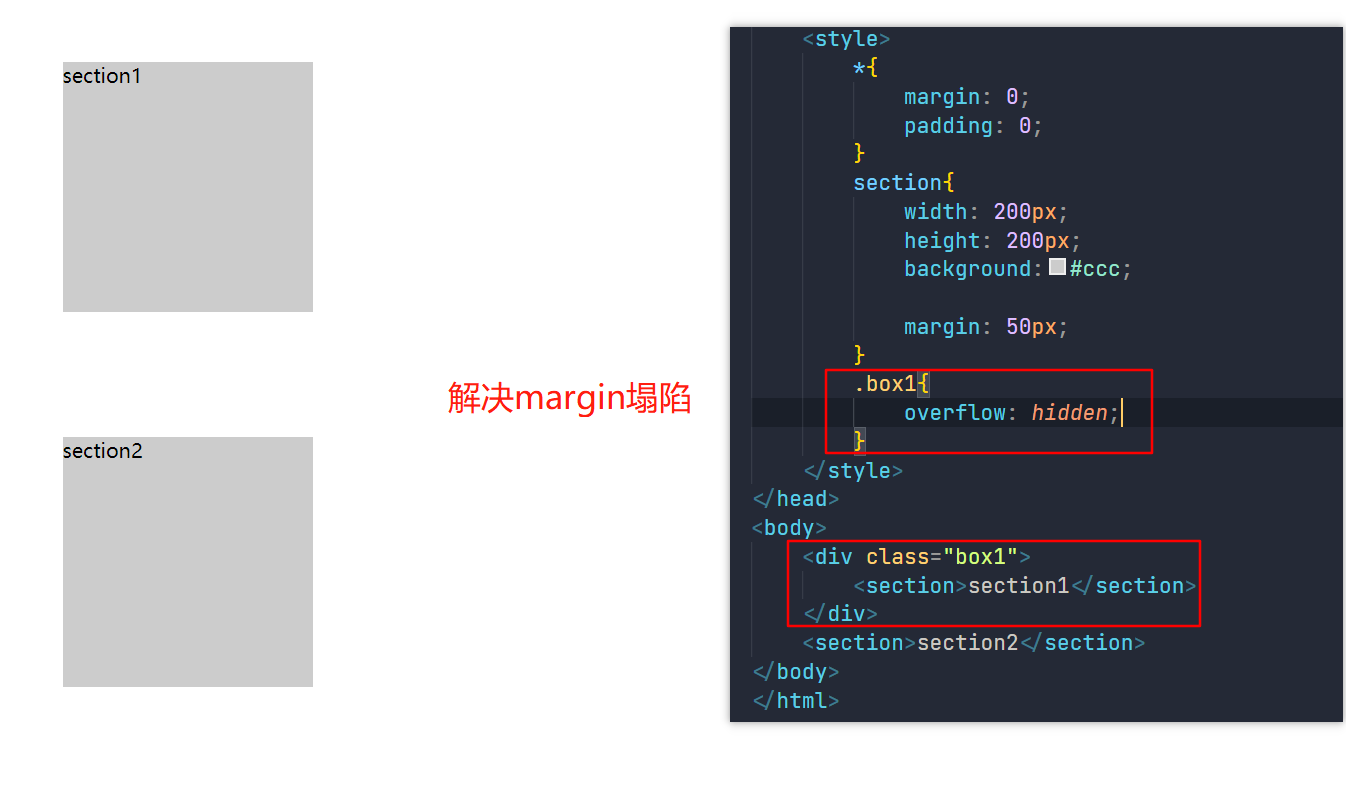 section1
section2
解决margin塌陷
<style>
*{
margin: 0;
padding: 0;
}
section{
width: 200px;
height: 200px;
background: #ccc;
margin: 50px;
}
.box1{
overflow: hidden;
}
</style>
</head>
<body>
<div class="box1">
<section>section1</section>
</div>
<section>section2</section>
</body>
</html>